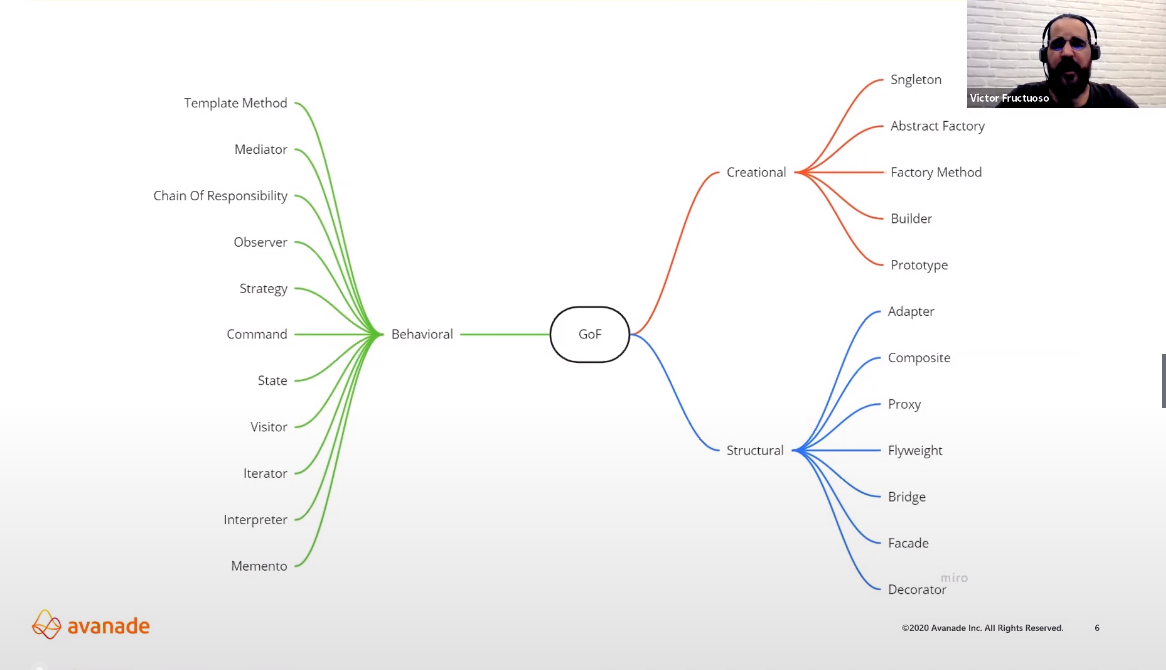 Victor Fructuoso
Template Method
Mediator
Chain Of Responsibility
Observer
Strategy
Command
State
Visitor
Iterator
Interpreter
Memento
Behavioral
GoF
Creational
Sngleton
Abstract Factory
Factory Method
Builder
Prototype
Structural
Adapter
Composite
Proxy
Flyweight
Bridge
Facade
Decorator
miro
avanade
©2020 Avanade Inc. All Rights Reserved.
6